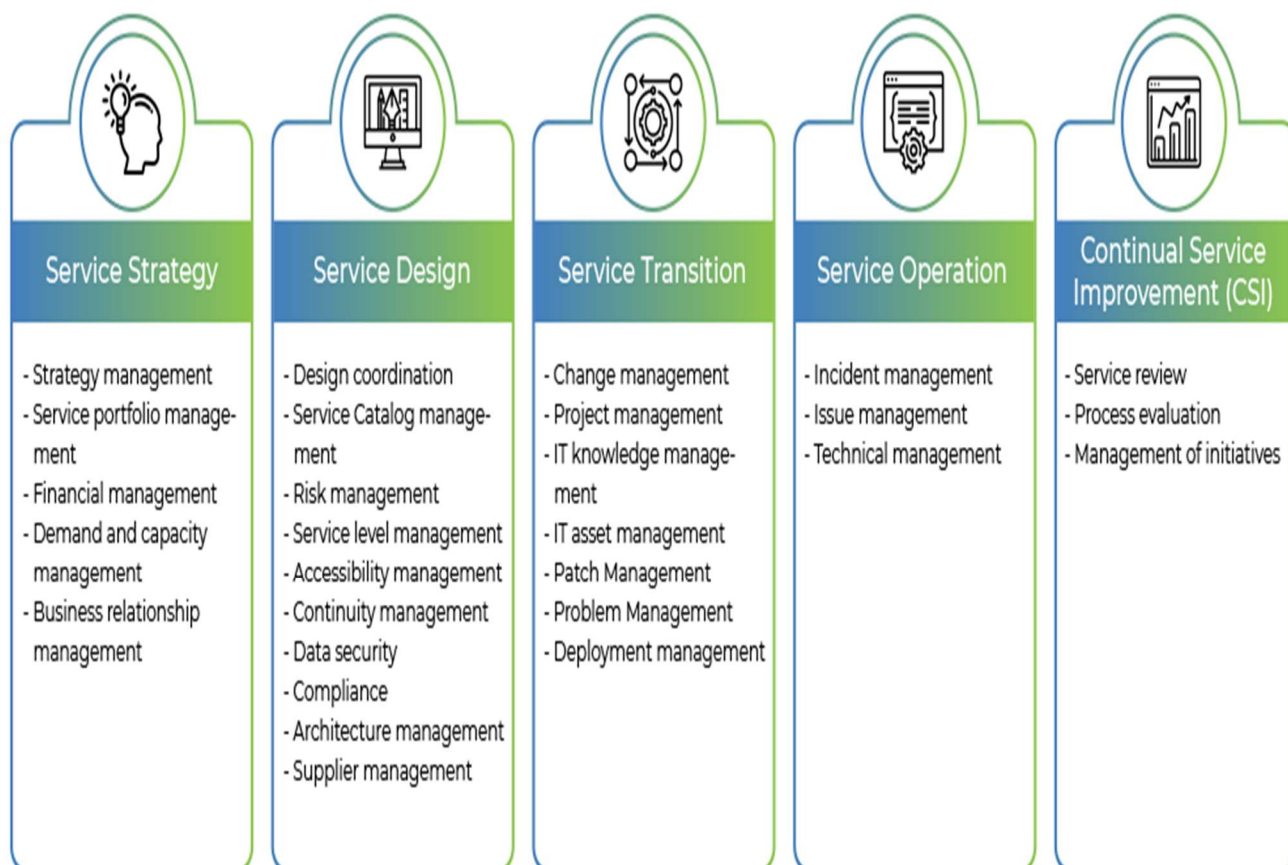 Service Strategy
- Strategy management
- Service portfolio manage-
ment
- Financial management
- Demand and capacity
management
- Business relationship
management
Service Design
- Design coordination
- Service Catalog manage-
ment
- Risk management
- Service level management
- Accessibility management
- Continuity management
- Data security
- Compliance
- Architecture management
- Supplier management
Service Transition
- Change management
- Project management
- IT knowledge manage-
ment
- IT asset management
- Patch Management
- Problem Management
- Deployment management
Service Operation
- Incident management
- Issue management
- Technical management
Continual Service
Improvement (CSI)
- Service review
- Process evaluation
- Management of initiatives